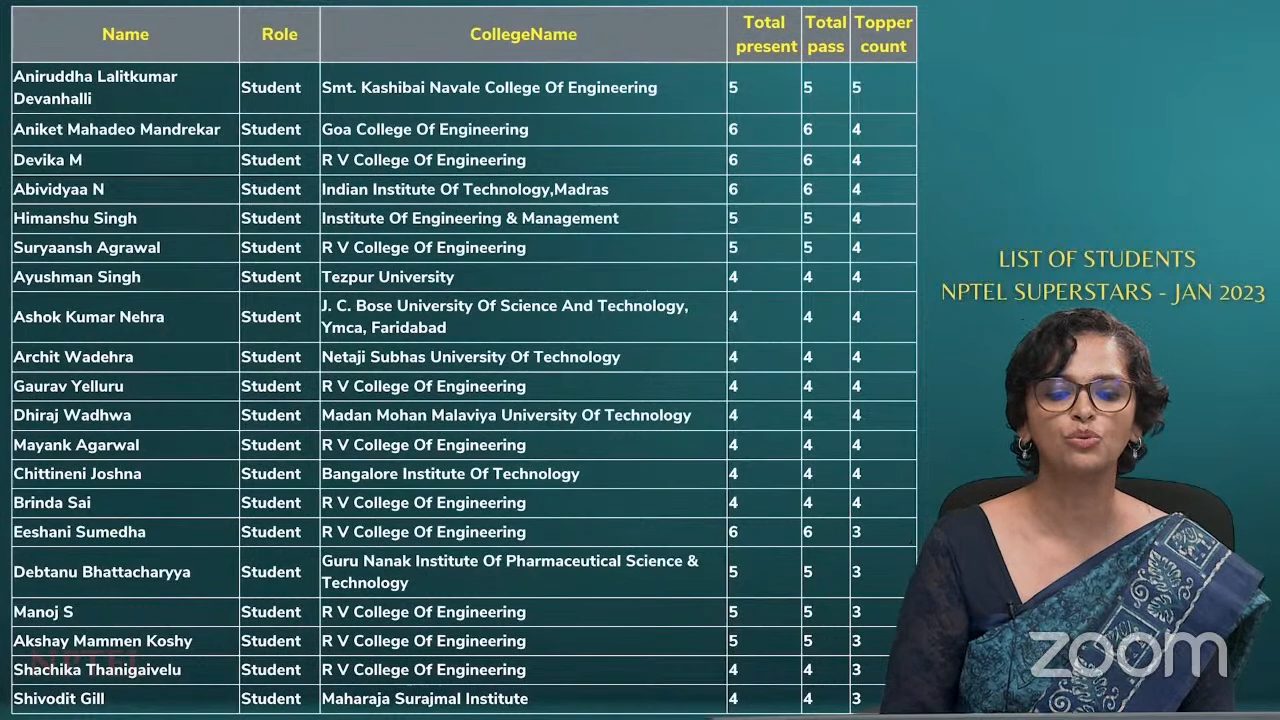 Name Role CollegeName Total present Total pass Topper count
Aniruddha Lalitkumar Devanhalli Student Smt. Kashibai Navale College Of Engineering 5 5 5
Aniket Mahadeo Mandrekar Student Goa College Of Engineering 6 6 4
Devika M Student R V College Of Engineering 6 6 4
Abividyaa N Student Indian Institute Of Technology,Madras 6 6 4
Himanshu Singh Student Institute Of Engineering & Management 5 5 4
Suryaansh Agrawal Student R V College Of Engineering 5 5 4
Ayushman Singh Student Tezpur University 4 4 4
Ashok Kumar Nehra Student J. C. Bose University Of Science And Technology, Ymca, Faridabad 4 4 4
Archit Wadehra Student Netaji Subhas University Of Technology 4 4 4
Gaurav Yelluru Student R V College Of Engineering 4 4 4
Dhiraj Wadhwa Student Madan Mohan Malaviya University Of Technology 4 4 4
Mayank Agarwal Student R V College Of Engineering 4 4 4
Chittineni Joshna Student Bangalore Institute Of Technology 4 4 4
Brinda Sai Student R V College Of Engineering 4 4 4
Eeshani Sumedha Student R V College Of Engineering 6 6 3
Debtanu Bhattacharyya Student Guru Nanak Institute Of Pharmaceutical Science & Technology 5 5 3
Manoj S Student R V College Of Engineering 5 5 3
Akshay Mammen Koshy Student R V College Of Engineering 5 5 3
Shachika Thanigaivelu Student R V College Of Engineering 4 4 3
Shivodit Gill Student Maharaja Surajmal Institute 4 4 3
LIST OF STUDENTS
NPTEL SUPERSTARS - JAN 2023
NPTEL
zoom